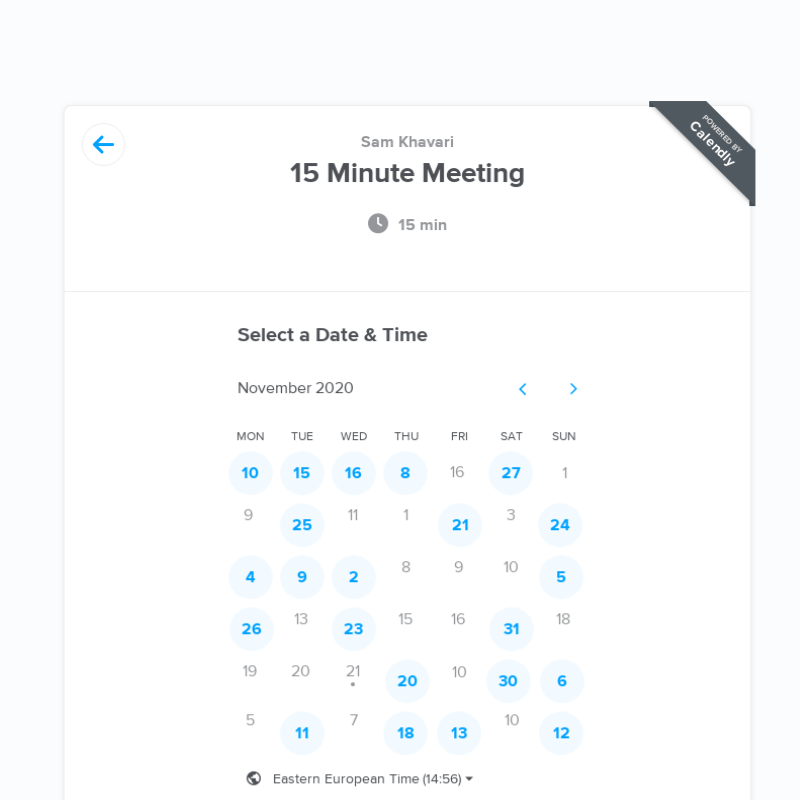 POWERED BY
Calendly
Sam Khavari
15 Minute Meeting
15 min
Select a Date & Time
November 2020
MON TUE WED THU FRI SAT SUN
10 15 16 8 16 27 1
9 25 11 1 21 3 24
4 9 2 8 9 10 5
26 13 23 15 16 31 18
19 20 21 20 10 30 6
5 11 7 18 13 10 12
Eastern European Time (14:56)